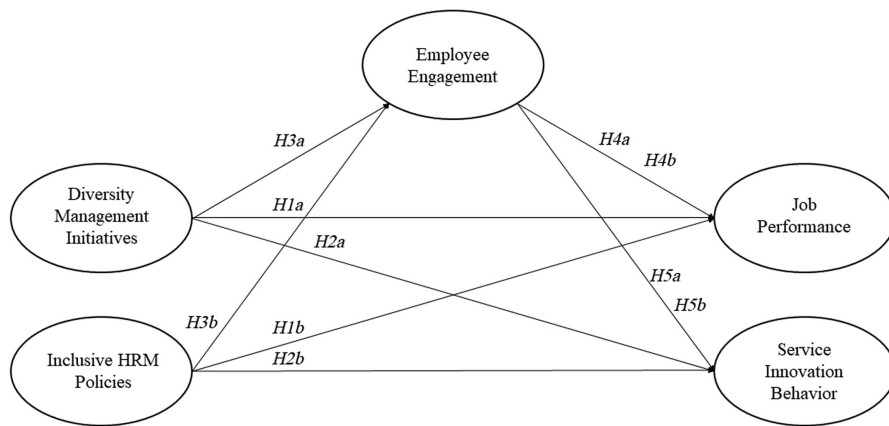 Employee
Engagement
H3a
H4a
H4b
Diversity
Management
Initiatives
H1a
Job
Performance
H2a
H5a
H5b
H3b
H1b
Inclusive HRM
Policies
H2b
Service
Innovation
Behavior